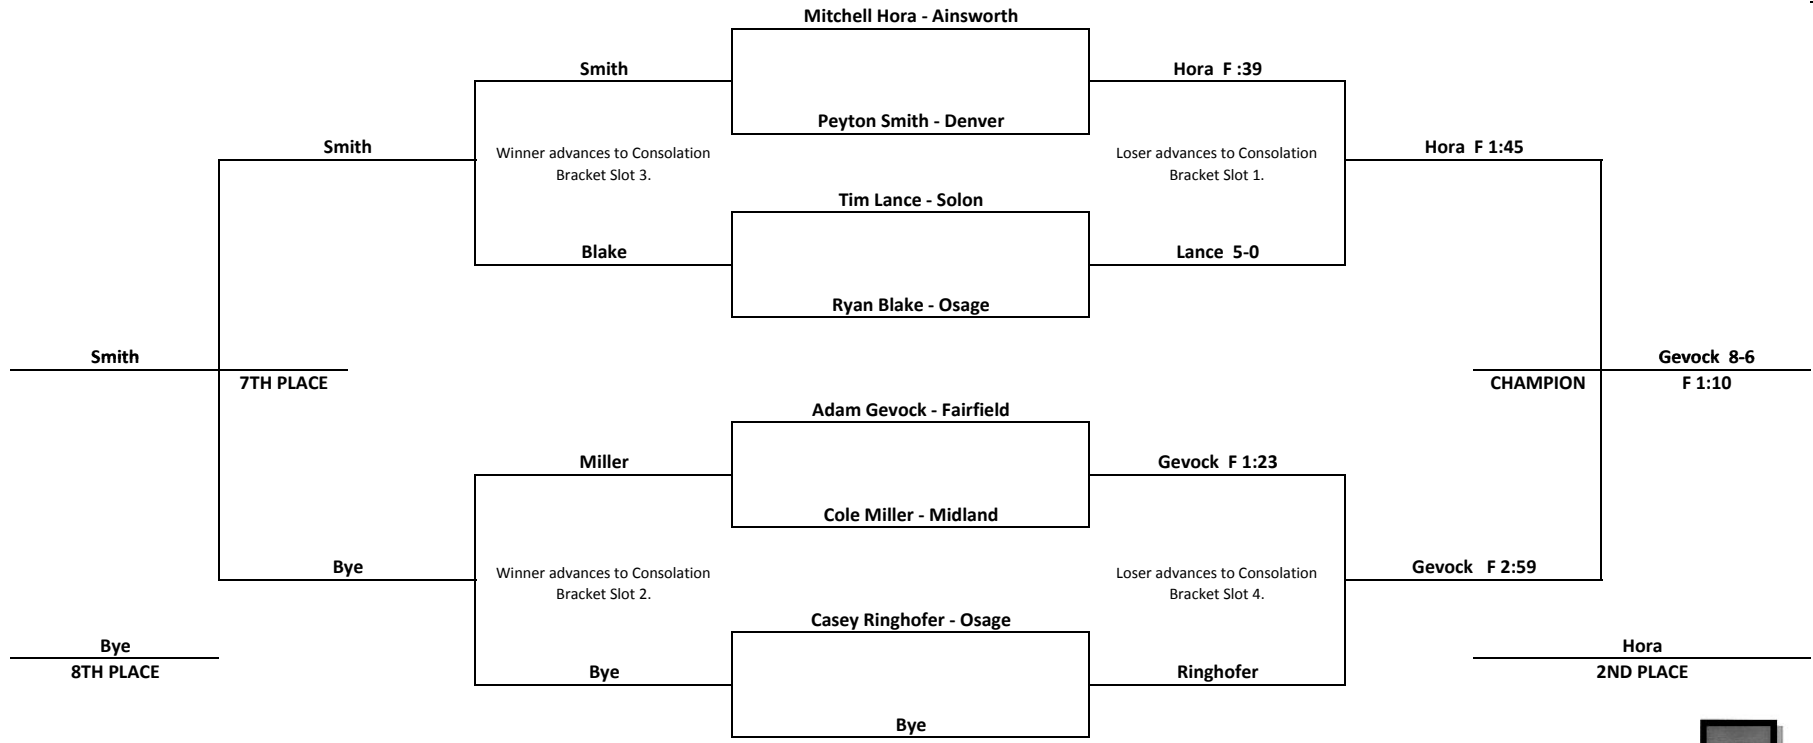 Mitchell Hora - Ainsworth
Smith
Hora  F :39
Peyton Smith - Denver
Smith
Winner advances to Consolation
Bracket Slot 3.
Loser advances to Consolation
Bracket Slot 1.
Hora  F 1:45
Tim Lance - Solon
Blake
Lance  5-0
Ryan Blake - Osage
Smith
7TH PLACE
CHAMPION
Gevock  8-6
F 1:10
Adam Gevock - Fairfield
Miller
Gevock  F 1:23
Cole Miller - Midland
Bye
Winner advances to Consolation
Bracket Slot 2.
Loser advances to Consolation
Bracket Slot 4.
Gevock   F 2:59
Casey Ringhofer - Osage
Bye
8TH PLACE
Bye
Ringhofer
Hora
2ND PLACE
Bye